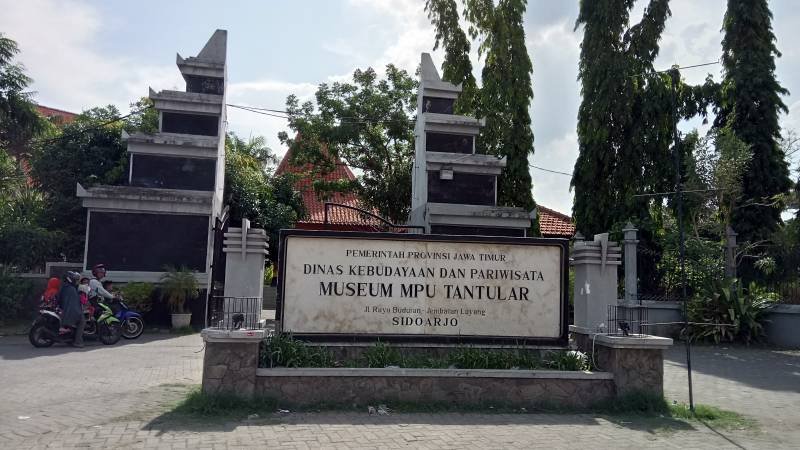 PEMERINTAH PROVINSI JAWA TIMUR
DINAS KEBUDAYAAN DAN PARIWISATA
MUSEUM MPU TANTULAR
Jl. Raya Buduran - Jembatan Layang
SIDOARJO